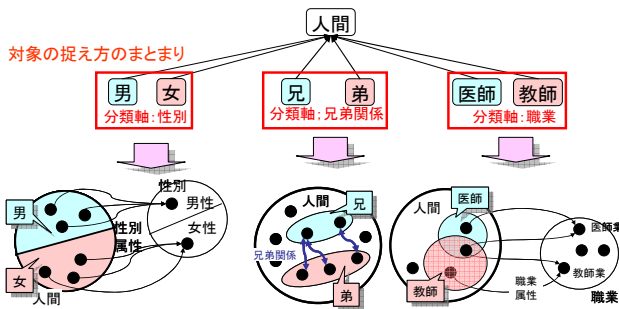 人間
対象の捉え方のまとまり
男 女
分類軸：性別
兄 弟
分類軸；兄弟関係
医師 教師
分類軸：職業
男
女
人間
性別
属性
性別
男性
女性
人間
兄
兄弟関係
弟
人間
医師
教師
職業
属性
医師業
教師業
職業